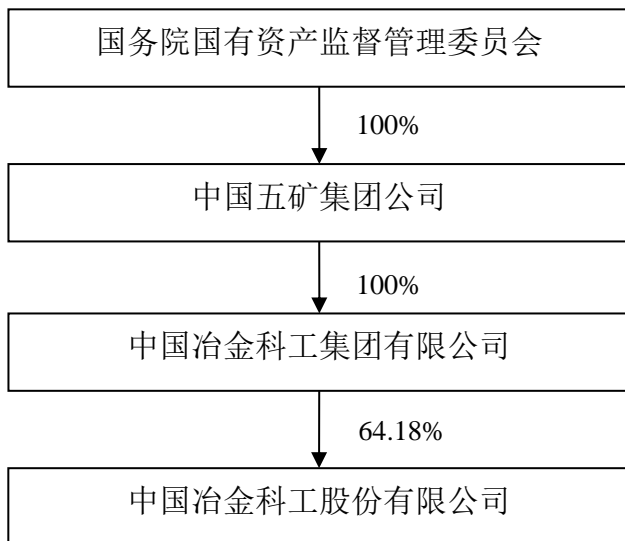 国务院国有资产监督管理委员会
100%
中国五矿集团公司
100%
中国冶金科工集团有限公司
64.18%
中国冶金科工股份有限公司